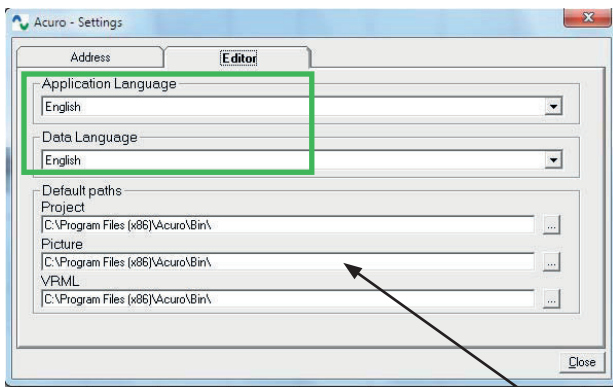 Acuro - Settings
Address Editor
Application Language
English
Data Language
English
Default paths
Project
C:\Program Files (x86)\Acuro\Bin\
...
Picture
C:\Program Files (x86)\Acuro\Bin\
...
VRML
C:\Program Files (x86)\Acuro\Bin\
...
Close